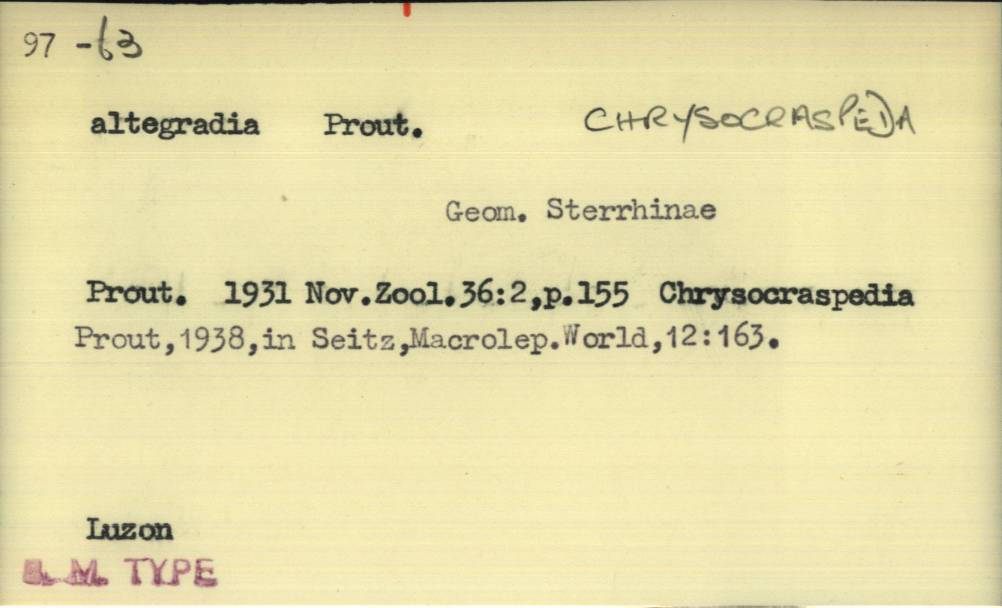 97 -63
altegradia Prout. CHRYSOCRASPEDA
Geom. Sterrhinae
Prout. 1931 Nov.Zool.36:2,p.155 Chrysocraspedia
Prout,1938,in Seitz,Macrolep.World,12:163.
Luzon
B. M. TYPE